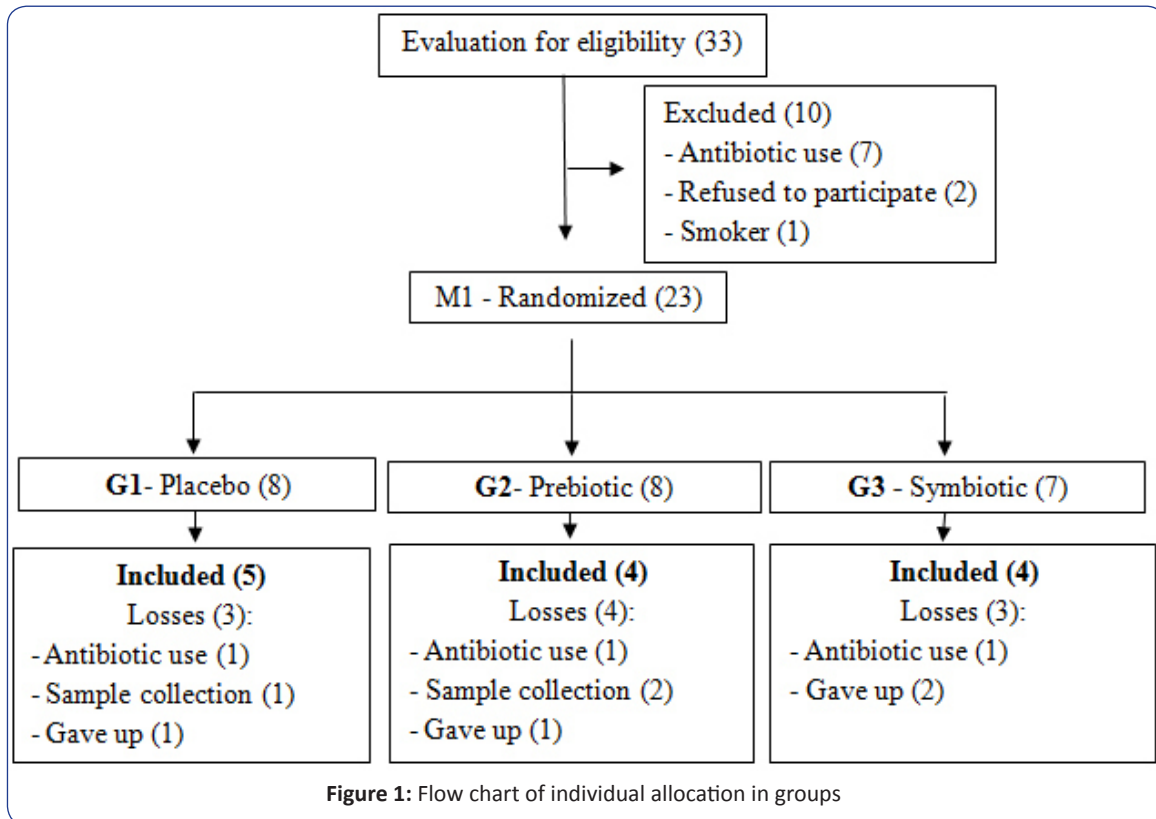 Evaluation for eligibility (33)
Excluded (10)
- Antibiotic use (7)
- Refused to participate (2)
- Smoker (1)
M1 - Randomized (23)
G1- Placebo (8)
G2- Prebiotic (8)
G3 - Symbiotic (7)
Included (5)
Losses (3):
- Antibiotic use (1)
- Sample collection (1)
- Gave up (1)
Included (4)
Losses (4):
- Antibiotic use (1)
- Sample collection (2)
- Gave up (1)
Included (4)
Losses (3):
- Antibiotic use (1)
- Gave up (2)
Figure 1: Flow chart of individual allocation in groups